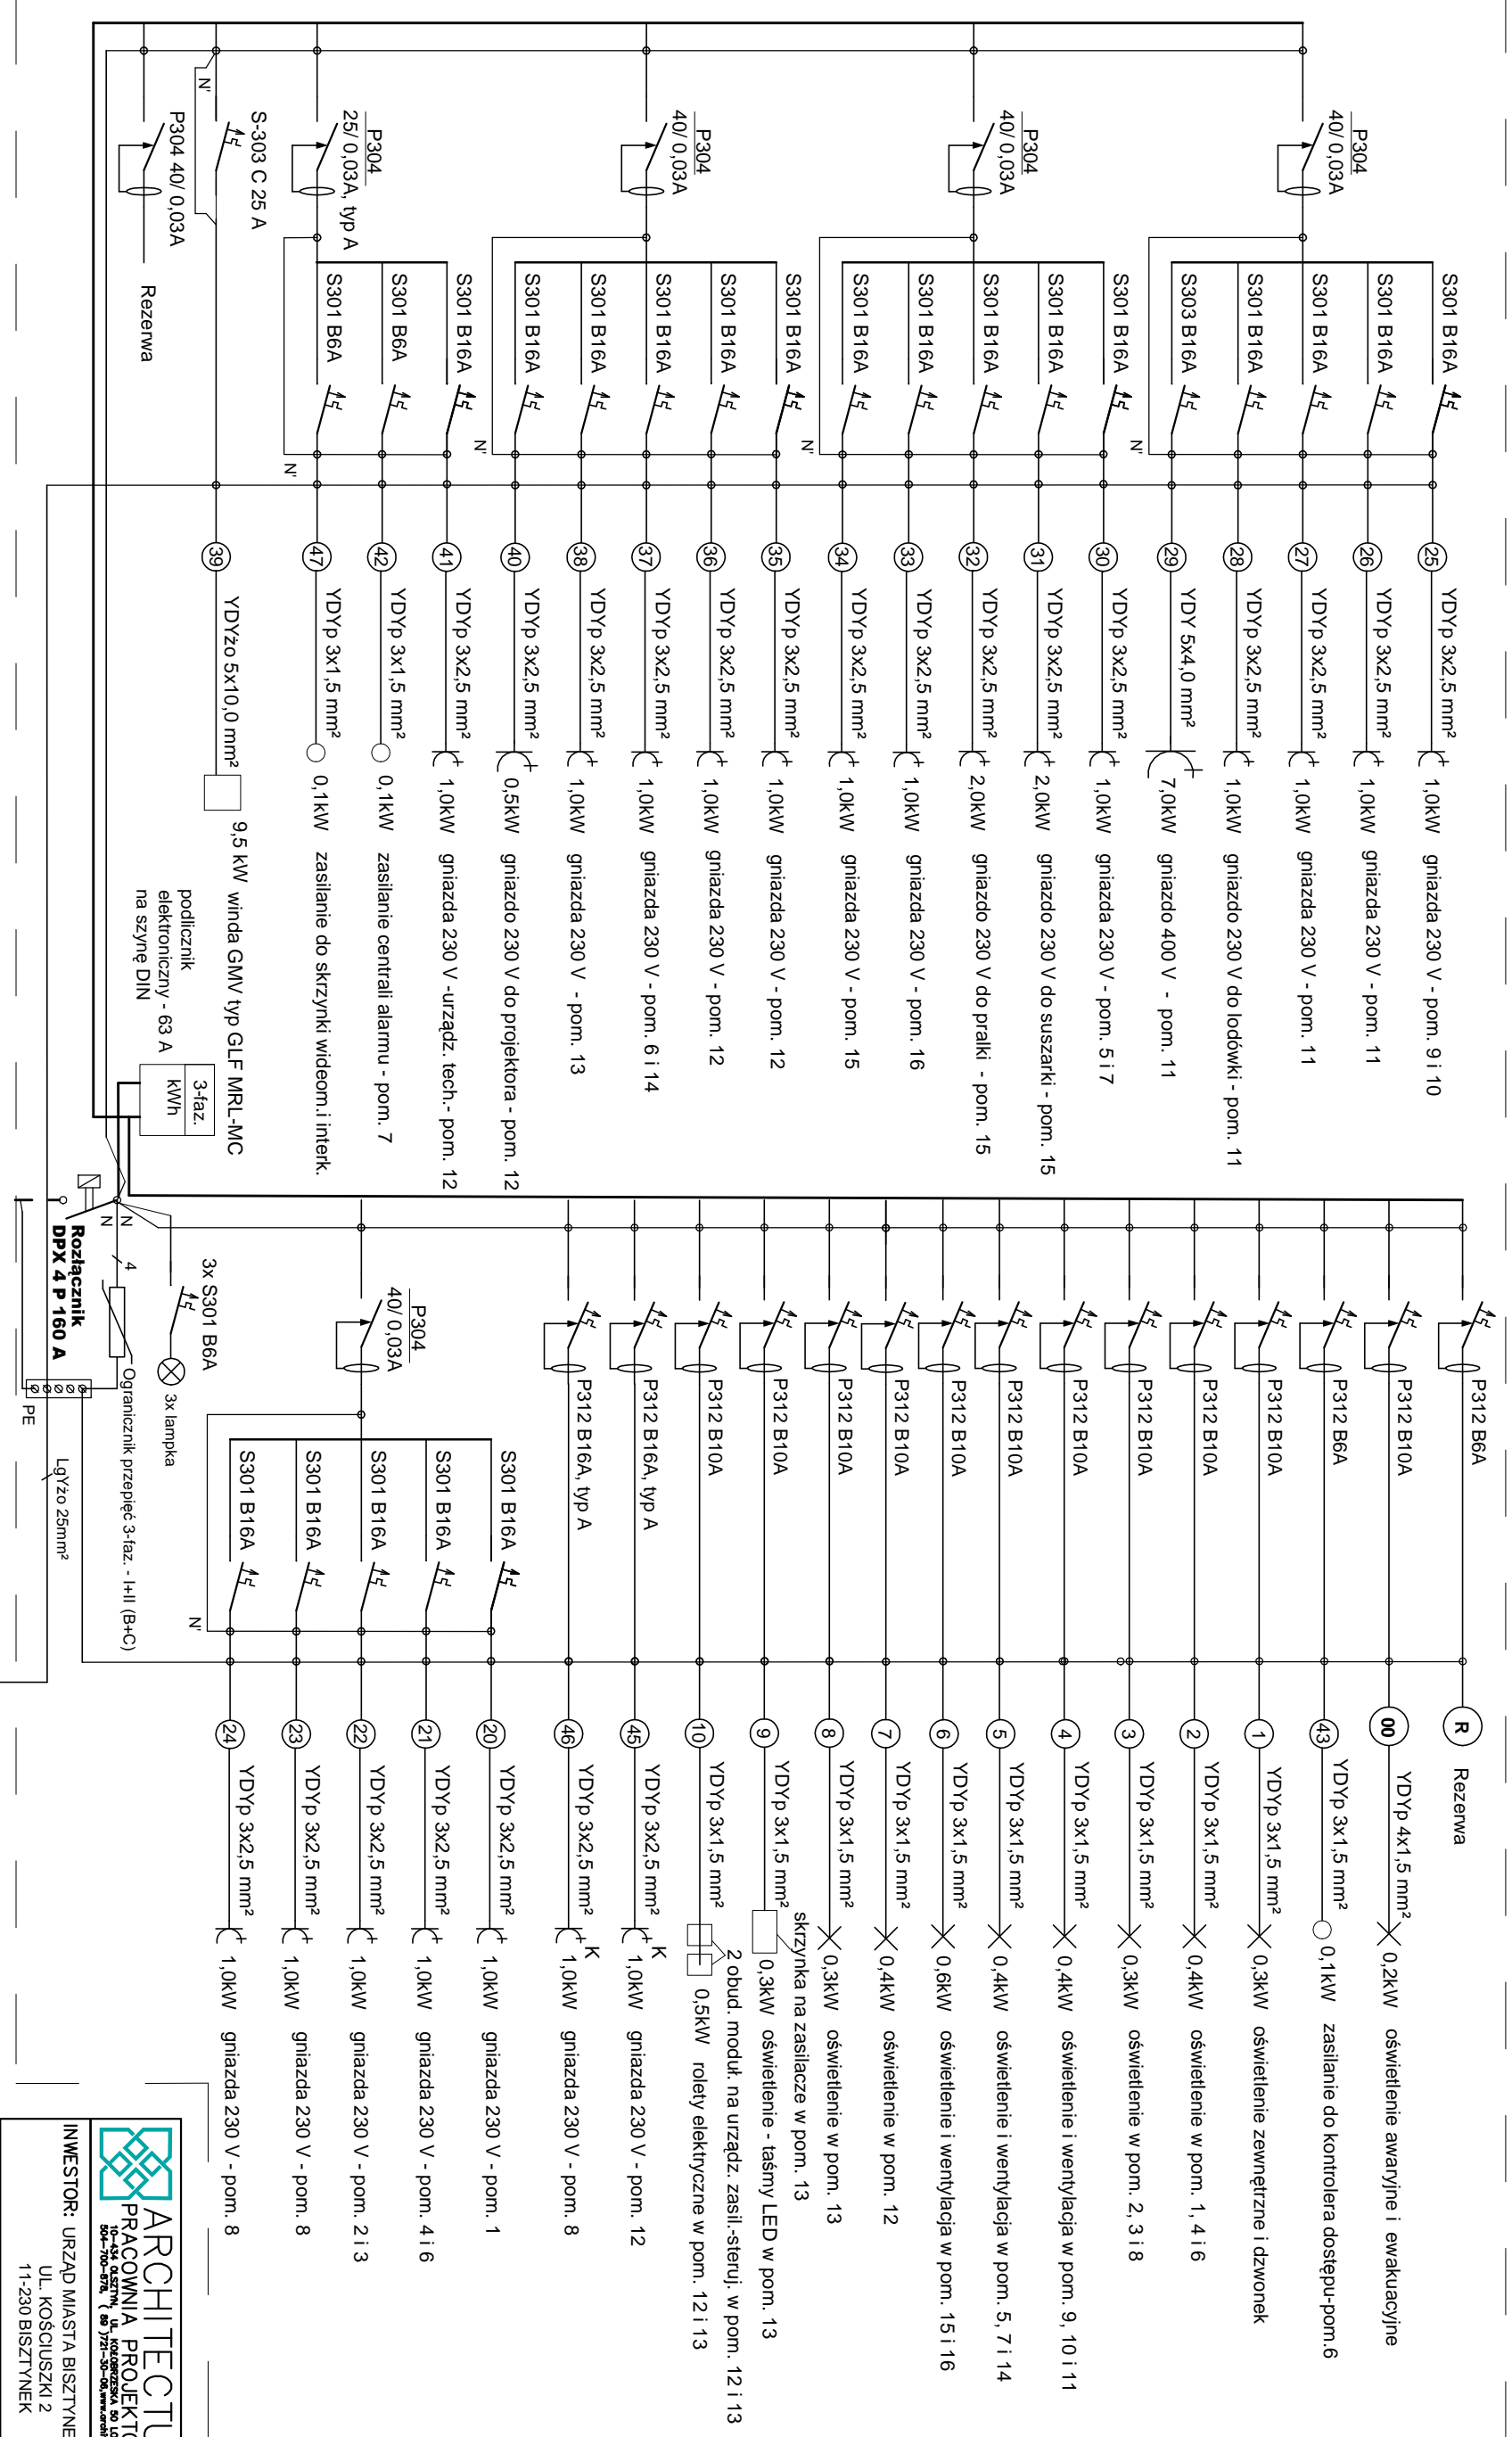 P304
40/ 0,03A
S301 B16A
S301 B16A
S301 B16A
S301 B16A
S303 B16A
N'
25 YDYp 3x2,5 mm² 1,0kW gniazda 230 V - pom. 9 i 10
26 YDYp 3x2,5 mm² 1,0kW gniazda 230 V - pom. 11
27 YDYp 3x2,5 mm² 1,0kW gniazda 230 V - pom. 11
28 YDYp 3x2,5 mm² 1,0kW gniazdo 230 V do lodówki - pom. 11
29 YDY 5x4,0 mm² 7,0kW gniazdo 400 V - pom. 11
P304
40/ 0,03A
S301 B16A
S301 B16A
S301 B16A
S301 B16A
S301 B16A
N'
30 YDYp 3x2,5 mm² 1,0kW gniazda 230 V - pom. 5 i 7
31 YDYp 3x2,5 mm² 2,0kW gniazdo 230 V do suszarki - pom. 15
32 YDYp 3x2,5 mm² 2,0kW gniazdo 230 V do pralki - pom. 15
33 YDYp 3x2,5 mm² 1,0kW gniazda 230 V - pom. 16
34 YDYp 3x2,5 mm² 1,0kW gniazda 230 V - pom. 15
P304
40/ 0,03A
S301 B16A
S301 B16A
S301 B16A
S301 B16A
S301 B16A
N'
35 YDYp 3x2,5 mm² 1,0kW gniazda 230 V - pom. 12
36 YDYp 3x2,5 mm² 1,0kW gniazda 230 V - pom. 12
37 YDYp 3x2,5 mm² 1,0kW gniazda 230 V - pom. 6 i 14
38 YDYp 3x2,5 mm² 1,0kW gniazda 230 V - pom. 13
40 YDYp 3x2,5 mm² 0,5kW gniazdo 230 V do projektora - pom. 12
P304
25/ 0,03A, typ A
S301 B16A
S301 B6A
S301 B6A
N'
41 YDYp 3x2,5 mm² 1,0kW gniazda 230 V -urządz. tech.- pom. 12
42 YDYp 3x1,5 mm² 0,1kW zasilanie centrali alarmu - pom. 7
47 YDYp 3x1,5 mm² 0,1kW zasilanie do skrzynki wideom.i interk.
S-303 C 25 A
N'
39 YDYżo 5x10,0 mm² 9,5 kW winda GMV typ GLF MRL-MC
P304 40/ 0,03A
Rezerwa
podlicznik
elektroniczny - 63 A
na szynę DIN
3-faz.
kWh
P312 B6A
R Rezerwa
P312 B10A
00 YDYp 4x1,5 mm² 0,2kW oświetlenie awaryjne i ewakuacyjne
P312 B6A
43 YDYp 3x1,5 mm² 0,1kW zasilanie do kontrolera dostępu-pom.6
P312 B10A
1 YDYp 3x1,5 mm² 0,3kW oświetlenie zewnętrzne i dzwonek
P312 B10A
2 YDYp 3x1,5 mm² 0,4kW oświetlenie w pom. 1, 4 i 6
P312 B10A
3 YDYp 3x1,5 mm² 0,3kW oświetlenie w pom. 2, 3 i 8
P312 B10A
4 YDYp 3x1,5 mm² 0,4kW oświetlenie i wentylacja w pom. 9, 10 i 11
P312 B10A
5 YDYp 3x1,5 mm² 0,4kW oświetlenie i wentylacja w pom. 5, 7 i 14
P312 B10A
6 YDYp 3x1,5 mm² 0,6kW oświetlenie i wentylacja w pom. 15 i 16
P312 B10A
7 YDYp 3x1,5 mm² 0,4kW oświetlenie w pom. 12
P312 B10A
8 YDYp 3x1,5 mm² 0,3kW oświetlenie w pom. 13
skrzynka na zasilacze w pom. 13
P312 B10A
9 YDYp 3x1,5 mm² 0,3kW oświetlenie - taśmy LED w pom. 13
2 obud. moduł. na urządz. zasil.-steruj. w pom. 12 i 13
P312 B10A
10 YDYp 3x1,5 mm² 0,5kW rolety elektryczne w pom. 12 i 13
P312 B16A, typ A
45 YDYp 3x2,5 mm² K 1,0kW gniazda 230 V - pom. 12
P312 B16A, typ A
46 YDYp 3x2,5 mm² K 1,0kW gniazda 230 V - pom. 8
P304
40/ 0,03A
S301 B16A
S301 B16A
S301 B16A
S301 B16A
S301 B16A
N'
20 YDYp 3x2,5 mm² 1,0kW gniazda 230 V - pom. 1
21 YDYp 3x2,5 mm² 1,0kW gniazda 230 V - pom. 4 i 6
22 YDYp 3x2,5 mm² 1,0kW gniazda 230 V - pom. 2 i 3
23 YDYp 3x2,5 mm² 1,0kW gniazda 230 V - pom. 8
24 YDYp 3x2,5 mm² 1,0kW gniazda 230 V - pom. 8
3x S301 B6A
3x lampka
N
N
4
Ogranicznik przepięć 3-faz. - I+II (B+C)
Rozłącznik
DPX 4 P 160 A
PE
LgYżo 25mm²
ARCHITECTU
PRACOWNIA PROJEKTO
10-434 OLSZTYN, UL. KOŁOBRZESKA 50
504-700-878, ( 89 )721-30-06,
INWESTOR: URZĄD MIASTA BISZTYNE
UL. KOŚCIUSZKI 2
11-230 BISZTYNEK